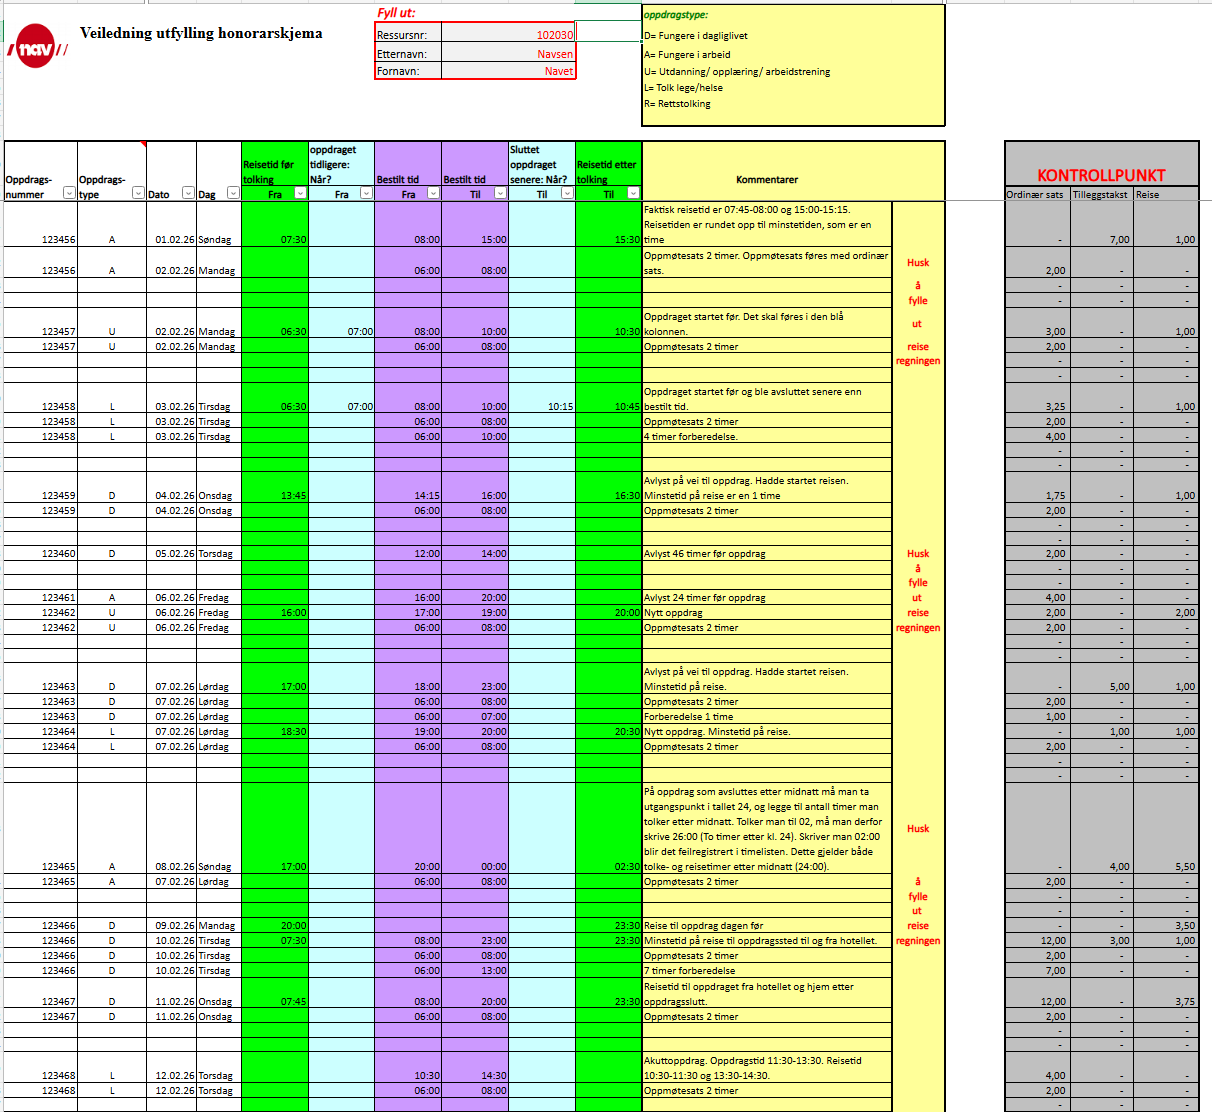 nav
Veiledning utfylling honorarskjema
Fyll ut:
Ressursnr: 102030
Etternavn: Navsen
Fornavn: Navet
oppdragstype:
D= Fungere i dagliglivet
A= Fungere i arbeid
U= Utdanning/ opplæring/ arbeidstrening
L= Tolk lege/helse
R= Rettstolking
Oppdrags-nummer Oppdrags-type Dato Dag Reisetid før tolking Fra oppdraget tidligere: Når? Fra Bestilt tid Fra Bestilt tid Til Sluttet oppdraget senere: Når? Til Reisetid etter tolking Til Kommentarer
KONTROLLPUNKT
Ordinær sats Tilleggstakst Reise
Faktisk reisetid er 07:45-08:00 og 15:00-15:15.
Reisetiden er rundet opp til minstetiden, som er en
123456 A 01.02.26 Søndag 07:30 08:00 15:00 15:30 time - 7,00 1,00
Oppmøtesats 2 timer. Oppmøtesats føres med ordinær
123456 A 02.02.26 Mandag 06:00 08:00 sats. 2,00 - -
- - -
- - -
Oppdraget startet før. Det skal føres i den blå
123457 U 02.02.26 Mandag 06:30 07:00 08:00 10:00 10:30 kolonnen. 3,00 - 1,00
123457 U 02.02.26 Mandag 06:00 08:00 Oppmøtesats 2 timer 2,00 - -
- - -
- - -
Husk
å
fylle
ut
reise
regningen
Oppdraget startet før og ble avsluttet senere enn
123458 L 03.02.26 Tirsdag 06:30 07:00 08:00 10:00 10:15 10:45 bestilt tid. 3,25 - 1,00
123458 L 03.02.26 Tirsdag 06:00 08:00 Oppmøtesats 2 timer 2,00 - -
123458 L 03.02.26 Tirsdag 06:00 10:00 4 timer forberedelse. 4,00 - -
- - -
- - -
Avlyst på vei til oppdrag. Hadde startet reisen.
123459 D 04.02.26 Onsdag 13:45 14:15 16:00 16:30 Minstetid på reise er en 1 time 1,75 - 1,00
123459 D 04.02.26 Onsdag 06:00 08:00 Oppmøtesats 2 timer 2,00 - -
- - -
- - -
123460 D 05.02.26 Torsdag 12:00 14:00 Avlyst 46 timer før oppdrag 2,00 - -
- - -
- - -
123461 A 06.02.26 Fredag 16:00 20:00 Avlyst 24 timer før oppdrag 4,00 - -
123462 U 06.02.26 Fredag 16:00 17:00 19:00 20:00 Nytt oppdrag 2,00 - 2,00
123462 U 06.02.26 Fredag 06:00 08:00 Oppmøtesats 2 timer 2,00 - -
- - -
- - -
Husk
å
fylle
ut
reise
regningen
Avlyst på vei til oppdrag. Hadde startet reisen.
123463 D 07.02.26 Lørdag 17:00 18:00 23:00 Minstetid på reise. - 5,00 1,00
123463 D 07.02.26 Lørdag 06:00 08:00 Oppmøtesats 2 timer 2,00 - -
123463 D 07.02.26 Lørdag 06:00 07:00 Forberedelse 1 time 1,00 - -
123464 L 07.02.26 Lørdag 18:30 19:00 20:00 20:30 Nytt oppdrag. Minstetid på reise. - 1,00 1,00
123464 L 07.02.26 Lørdag 06:00 08:00 Oppmøtesats 2 timer 2,00 - -
- - -
- - -
På oppdrag som avsluttes etter midnatt må man ta
utgangspunkt i tallet 24, og legge til antall timer man
tolker etter midnatt. Tolker man til 02, må man derfor
skrive 26:00 (To timer etter kl. 24). Skriver man 02:00
blir det feilregistrert i timelisten. Dette gjelder både
123465 A 08.02.26 Søndag 17:00 20:00 00:00 02:30 tolke- og reisetimer etter midnatt (24:00). - 4,00 5,50
123465 A 07.02.26 Lørdag 06:00 08:00 Oppmøtesats 2 timer 2,00 - -
- - -
- - -
123466 D 09.02.26 Mandag 20:00 23:30 Reise til oppdrag dagen før - - 3,50
123466 D 10.02.26 Tirsdag 07:30 08:00 23:00 23:30 Minstetid på reise til oppdragssted til og fra hotellet. 12,00 3,00 1,00
123466 D 10.02.26 Tirsdag 06:00 08:00 Oppmøtesats 2 timer 2,00 - -
123466 D 10.02.26 Tirsdag 06:00 13:00 7 timer forberedelse 7,00 - -
Husk
å
fylle
ut
reise
regningen
Reisetid til oppdraget fra hotellet og hjem etter
123467 D 11.02.26 Onsdag 07:45 08:00 20:00 23:30 oppdragsslutt. 12,00 - 3,75
123467 D 11.02.26 Onsdag 06:00 08:00 Oppmøtesats 2 timer 2,00 - -
- - -
- - -
Akuttoppdrag. Oppdragstid 11:30-13:30. Reisetid
123468 L 12.02.26 Torsdag 10:30 14:30 10:30-11:30 og 13:30-14:30. 4,00 - -
123468 L 12.02.26 Torsdag 06:00 08:00 Oppmøtesats 2 timer 2,00 - -
- - -